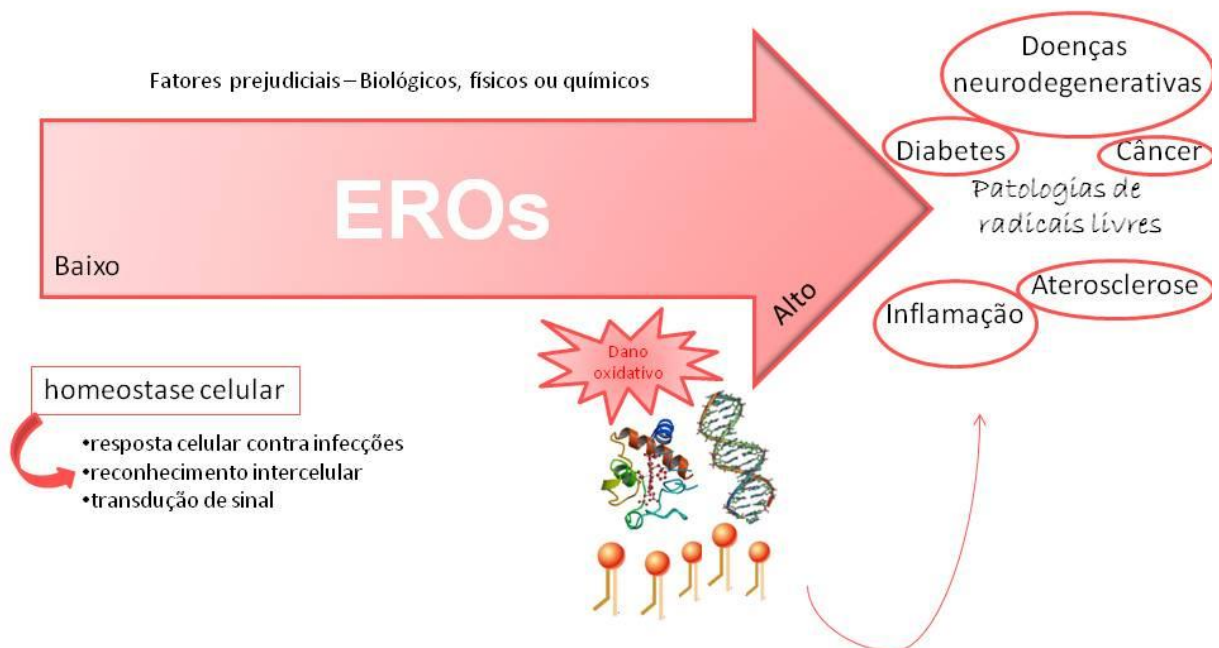 Fatores prejudiciais – Biológicos, físicos ou químicos
EROs
Baixo
Alto
Doenças
neurodegenerativas
Diabetes
Câncer
Patologias de
radicais livres
Aterosclerose
Inflamação
Dano
oxidativo
homeostase celular
•resposta celular contra infecções
•reconhecimento intercelular
•transdução de sinal